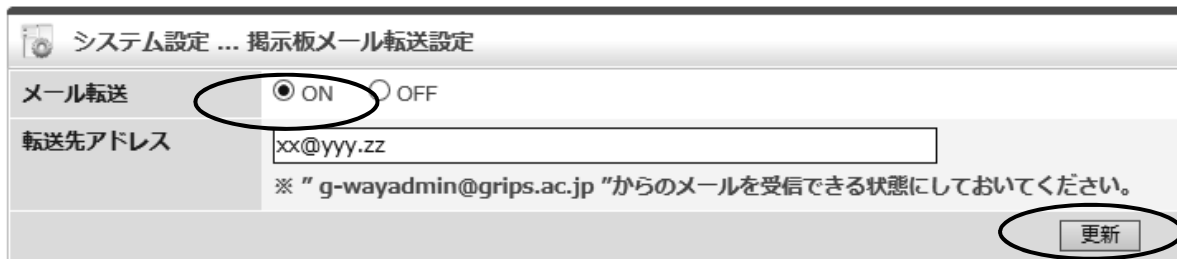 システム設定 ... 掲示板メール転送設定
メール転送 ON OFF
転送先アドレス xx@yyy.zz
※ ” g-wayadmin@grips.ac.jp ”からのメールを受信できる状態にしておいてください。
更新